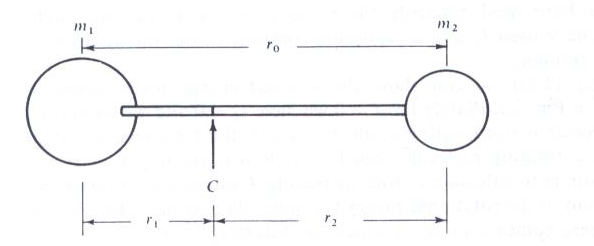 m₁ m₂
r₀
C
r₁ r₂